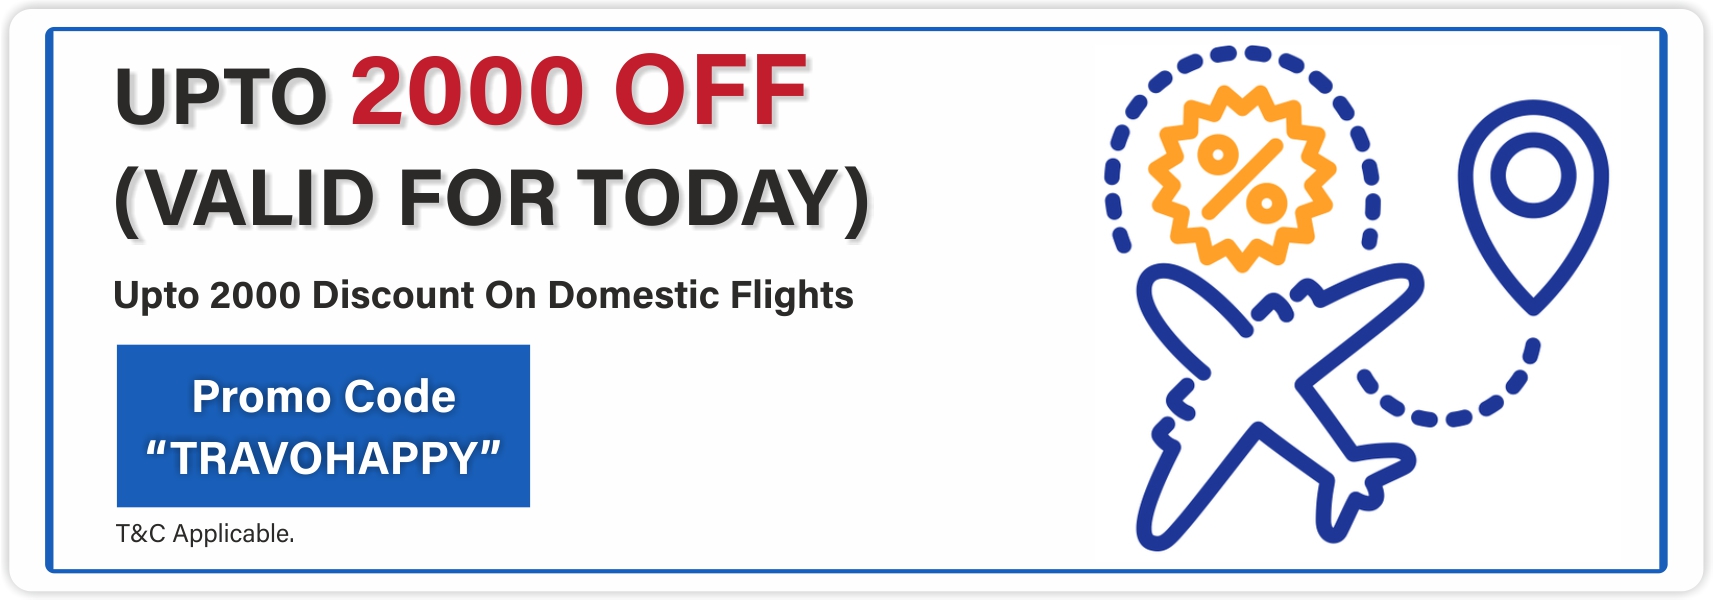 UPTO 2000 OFF
(VALID FOR TODAY)
Upto 2000 Discount On Domestic Flights
Promo Code
“TRAVOHAPPY”
T&C Applicable.
%